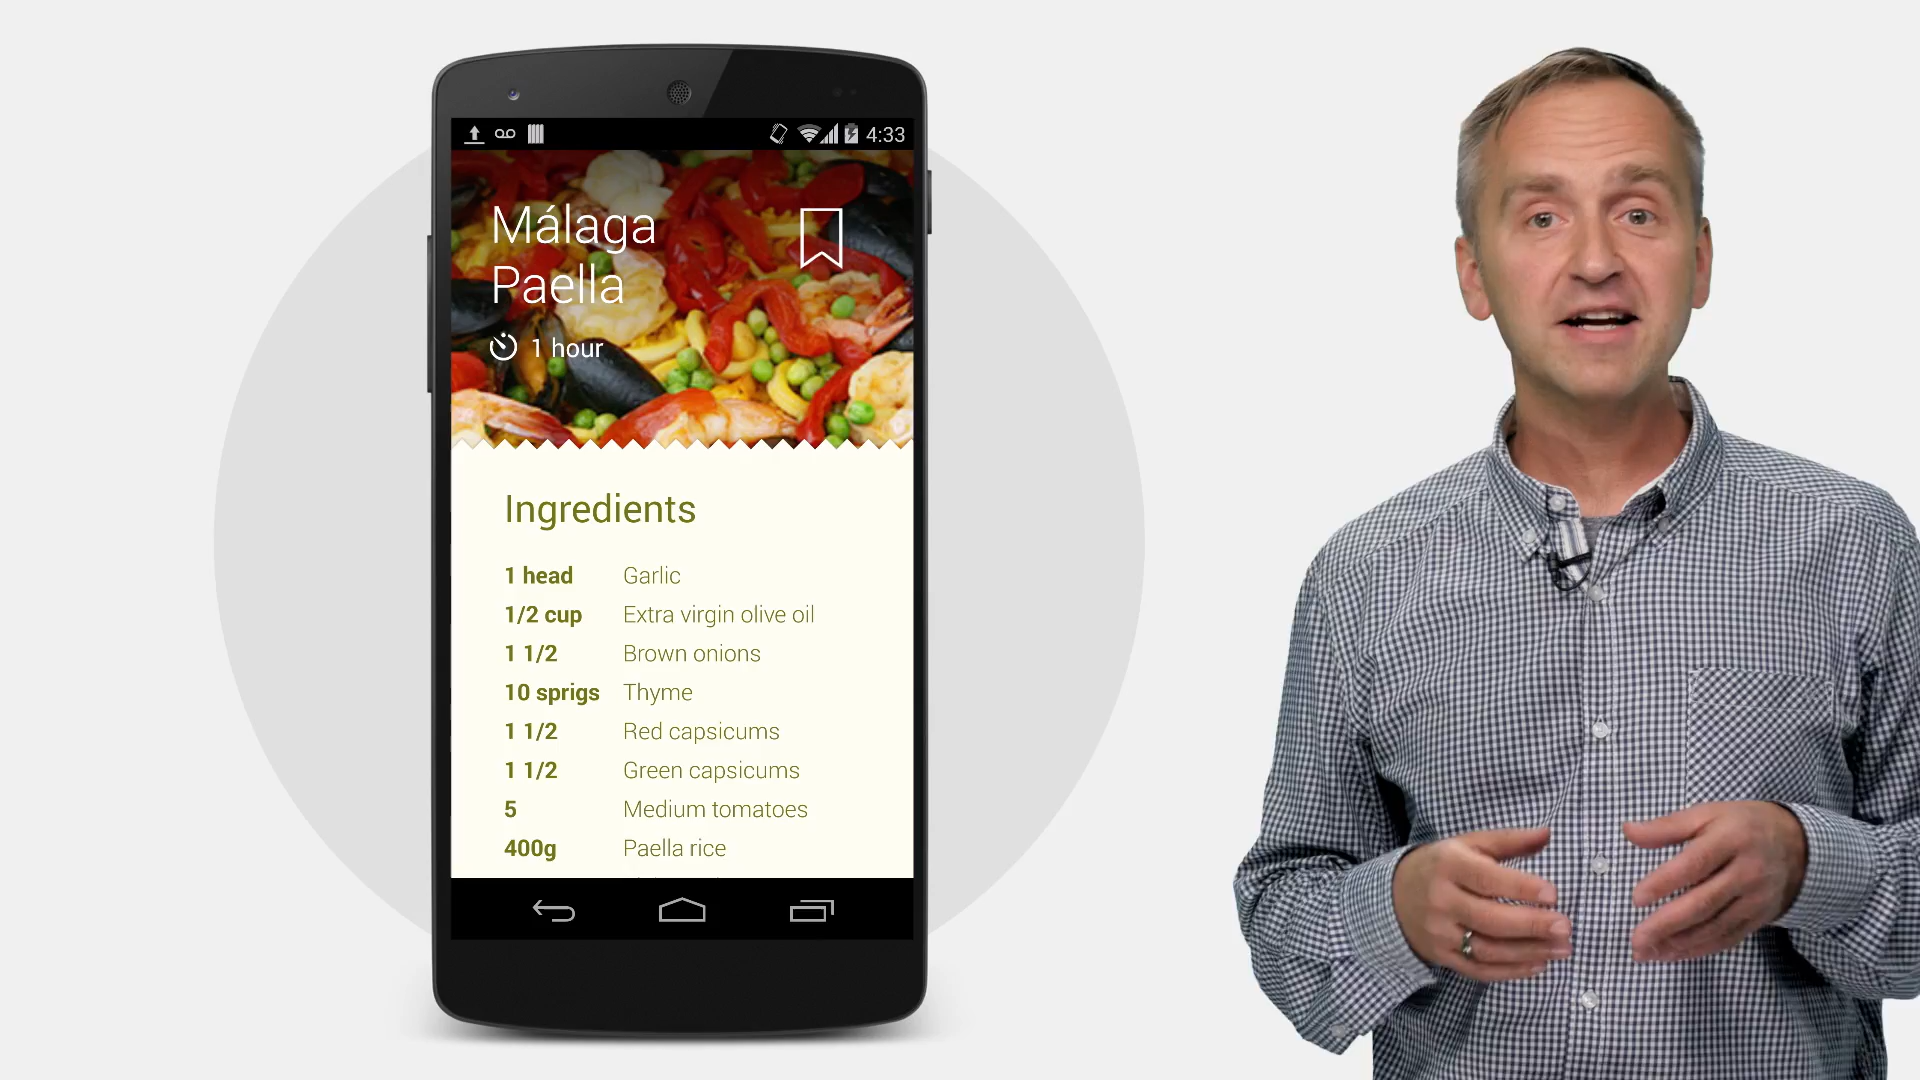 4:33
Málaga
Paella
1 hour
Ingredients
1 head Garlic
1/2 cup Extra virgin olive oil
1 1/2 Brown onions
10 sprigs Thyme
1 1/2 Red capsicums
1 1/2 Green capsicums
5 Medium tomatoes
400g Paella rice